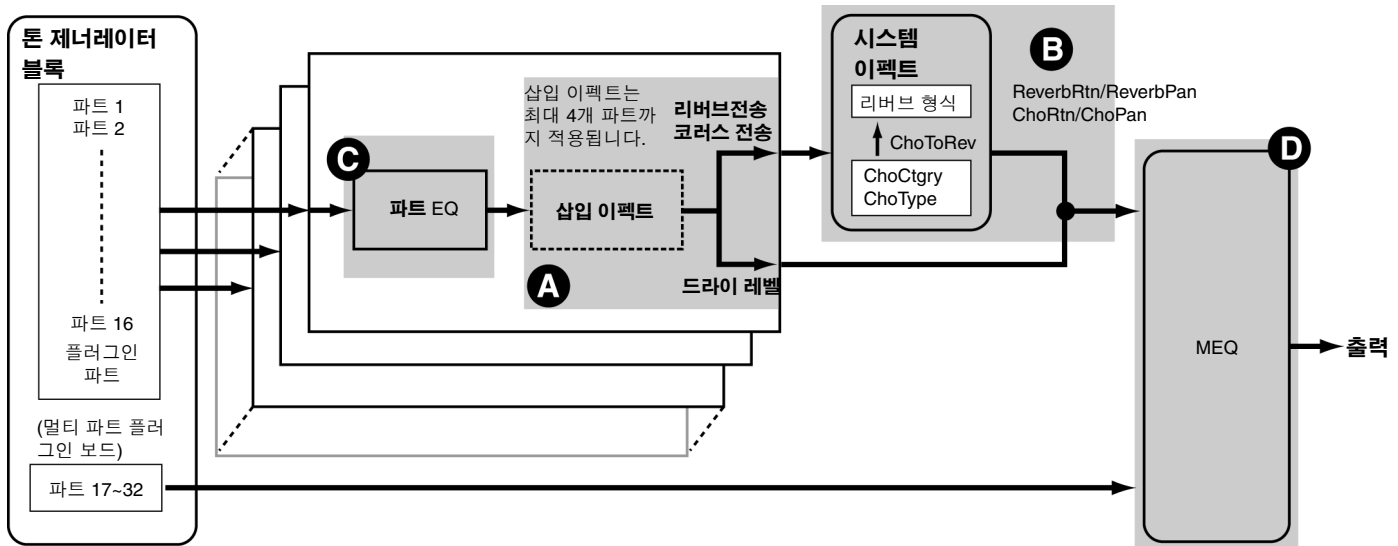 톤 제너레이터
블록
파트 1
파트 2
파트 16
플러그인
파트
(멀티 파트 플러
그인 보드)
파트 17~32
C
파트 EQ
삽입 이펙트는
최대 4개 파트까
지 적용됩니다.
삽입 이펙트
A
리버브전송
코러스 전송
드라이 레벨
시스템
이펙트
리버브 형식
ChoToRev
ChoCtgry
ChoType
B
ReverbRtn/ReverbPan
ChoRtn/ChoPan
D
MEQ
출력